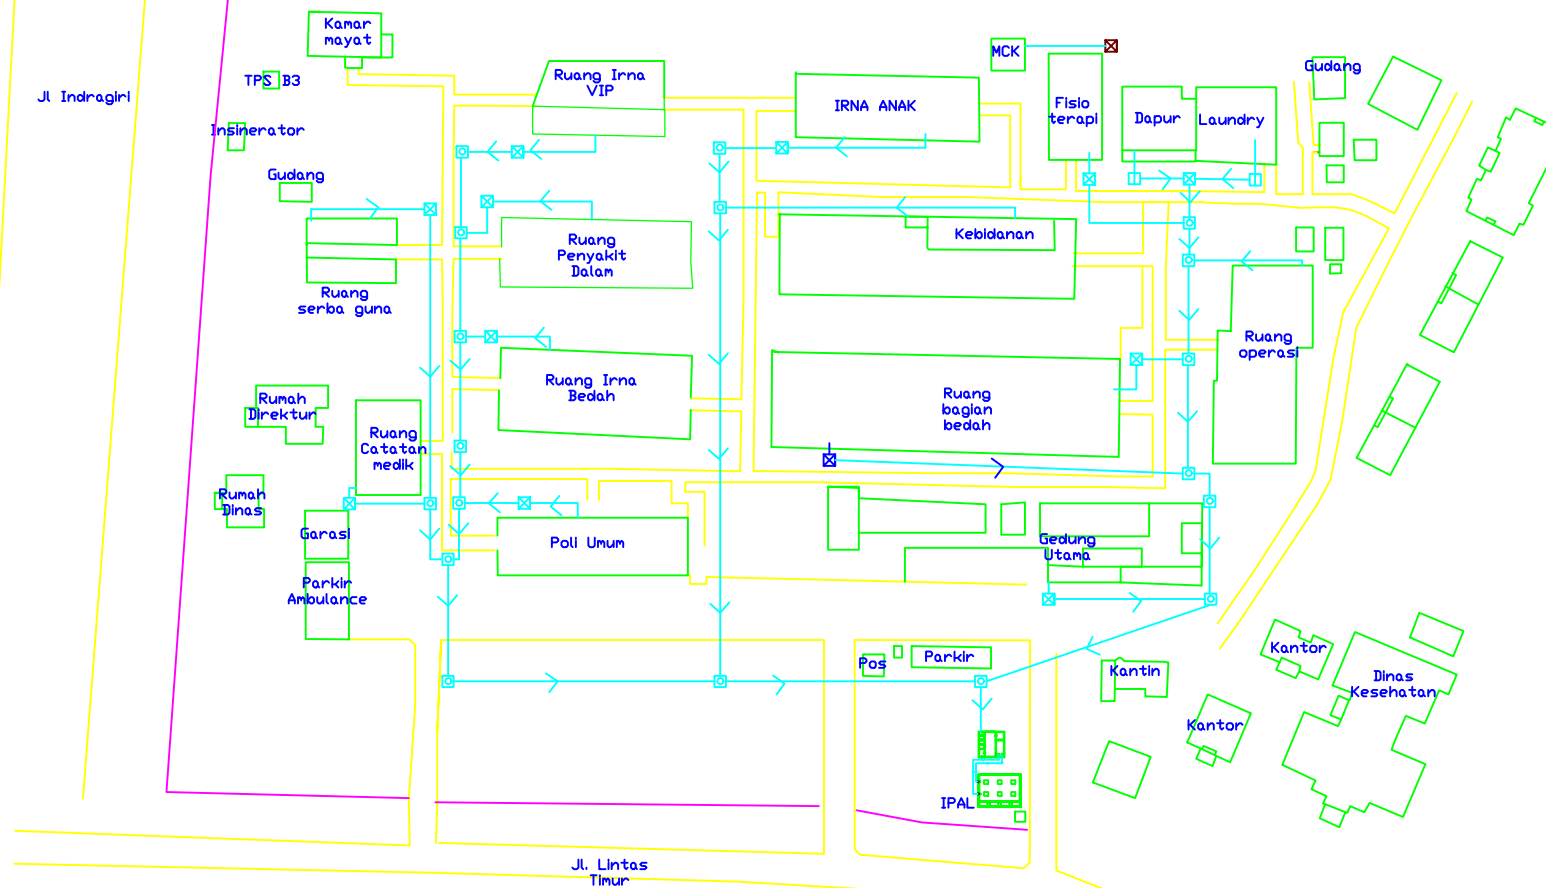 Kamar
mayat
TPS B3
Jl Indragiri
Insinerator
Gudang
Ruang Irna
VIP
IRNA ANAK
MCK
Fisio
terapi
Dapur
Laundry
Gudang
Ruang
Penyakit
Dalam
Kebidanan
Ruang
serba guna
Ruang
operasi
Ruang Irna
Bedah
Ruang
bagian
bedah
Rumah
Direktur
Ruang
Catatan
medik
Rumah
Dinas
Garasi
Poli Umum
Gedung
Utama
Parkir
Ambulance
Pos
Parkir
Kantin
Kantor
Dinas
Kesehatan
Kantor
IPAL
Jl. Lintas
Timur